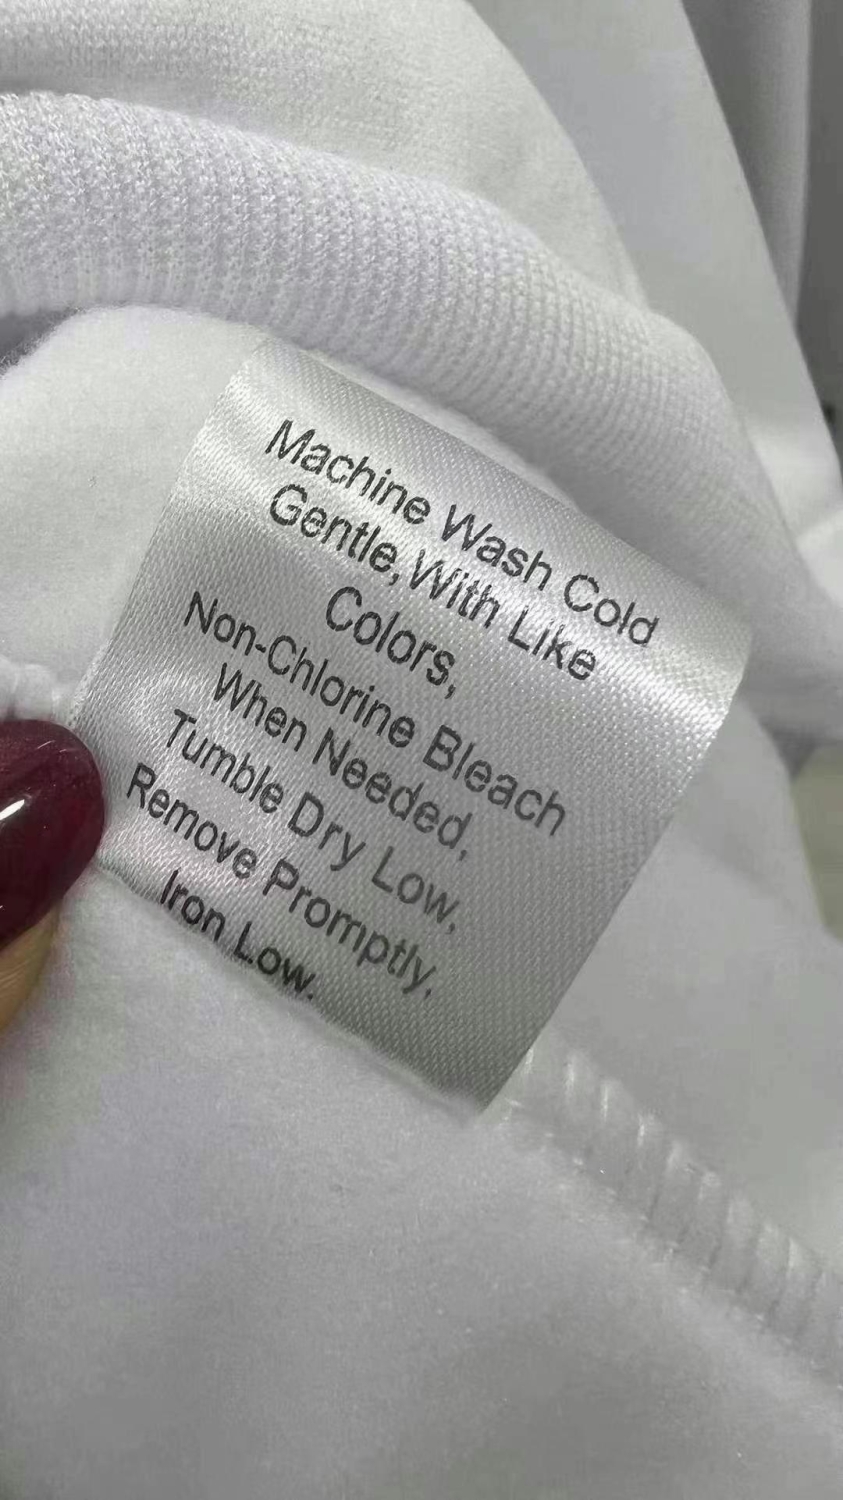 Machine Wash Cold
Gentle, With Like
Colors,
Non-Chlorine Bleach
When Needed,
Tumble Dry Low,
Remove Promptly,
Iron Low.